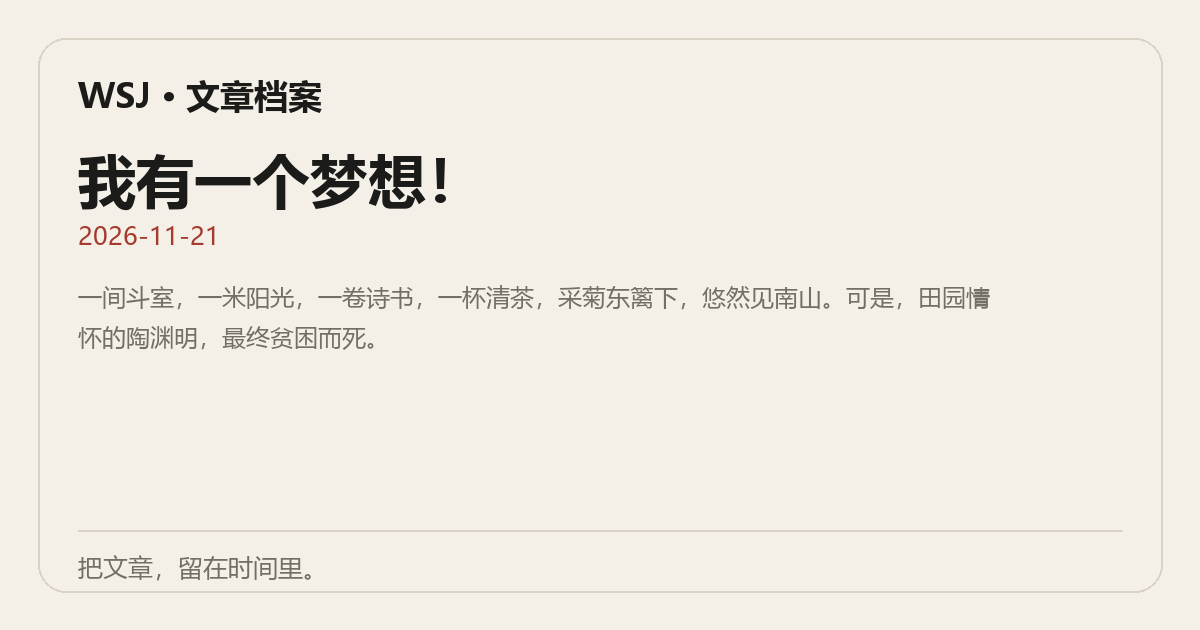 WSJ · 文章档案
我有一个梦想！
2026-11-21
一间斗室，一米阳光，一卷诗书，一杯清茶，采菊东篱下，悠然见南山。可是，田园情
怀的陶渊明，最终贫困而死。
把文章，留在时间里。